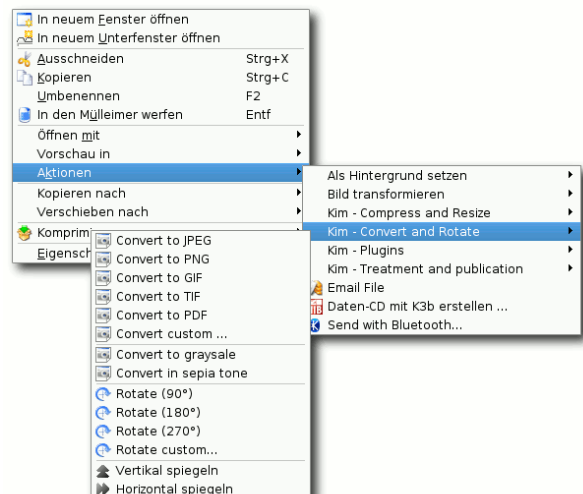 In neuem Fenster öffnen
In neuem Unterfenster öffnen
Ausschneiden Strg+X
Kopieren Strg+C
Umbenennen F2
In den Mülleimer werfen Entf
Öffnen mit
Vorschau in
Aktionen
Kopieren nach
Verschieben nach
Als Hintergrund setzen
Bild transformieren
Kim - Compress and Resize
Kim - Convert and Rotate
Kim - Plugins
Kim - Treatment and publication
Email File
Daten-CD mit K3b erstellen ...
Send with Bluetooth...
Convert to JPEG
Convert to PNG
Convert to GIF
Convert to TIF
Convert to PDF
Convert custom ...
Convert to graysale
Convert in sepia tone
Rotate (90°)
Rotate (180°)
Rotate (270°)
Rotate custom...
Vertikal spiegeln
Horizontal spiegeln